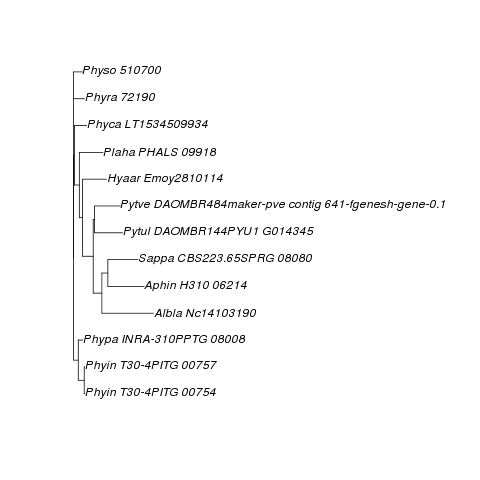 Physo 510700
Phyra 72190
Phyca LT1534509934
Plaha PHALS 09918
Hyaar Emoy2810114
Pytve DAOMBR484maker-pve contig 641-fgenesh-gene-0.1
Pytul DAOMBR144PYU1 G014345
Sappa CBS223.65SPRG 08080
Aphin H310 06214
Albla Nc14103190
Phypa INRA-310PPTG 08008
Phyin T30-4PITG 00757
Phyin T30-4PITG 00754